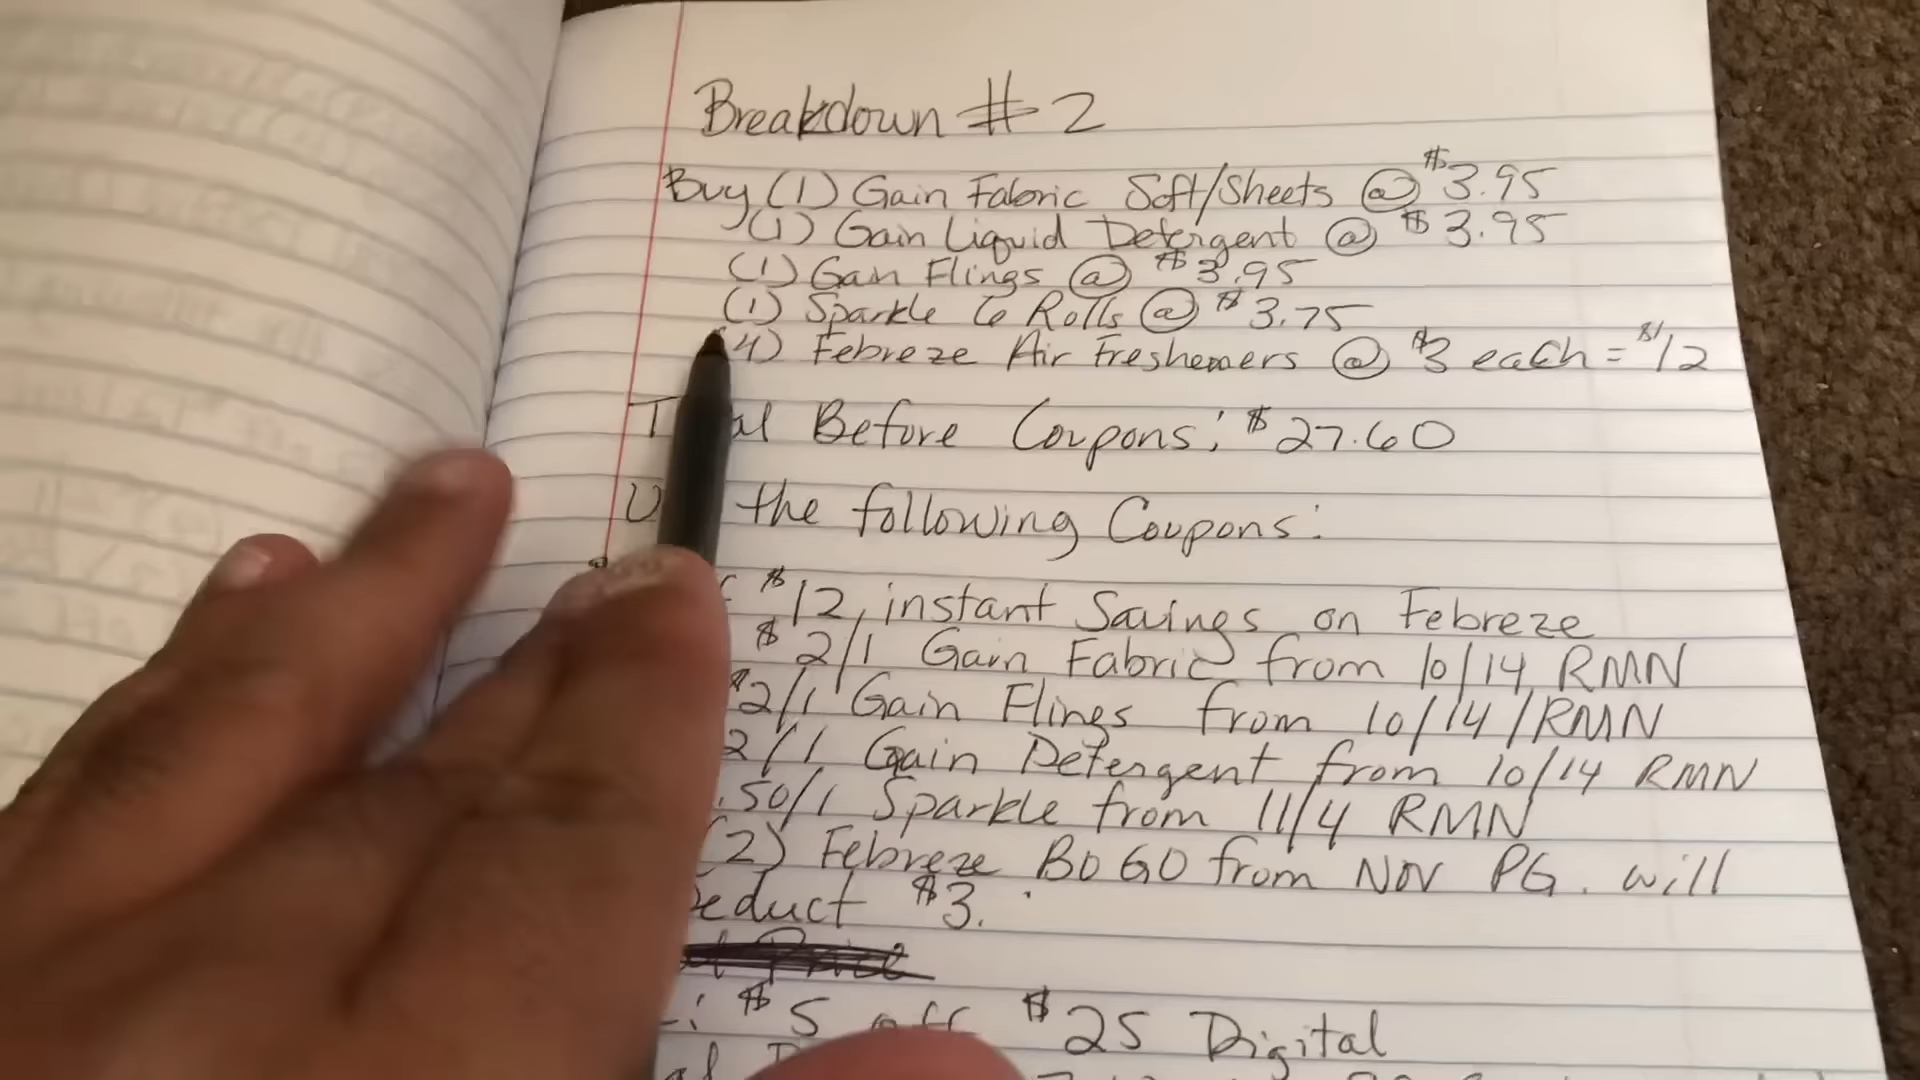 Breakdown # 2
Buy (1) Gain Fabric Soft/Sheets @ $3.95
(1) Gain Liquid Detergent @ $3.95
(1) Gain Flings @ $3.95
(1) Sparkle 6 Rolls @ $3.75
(4) Febreze Air Fresheners @ $3 each = $12
Before Coupons: $27.60
the following Coupons:
$12, instant Savings on Febreze
$2/1 Gain Fabric from 10/14 RMN
$2/1 Gain Flings from 10/14/RMN
2/1 Gain Detergent from 10/14 RMN
.50/1 Sparkle from 11/4 RMN
(2) Febreze BOGO from Nov PG. will
Deduct $3.
$5 off $25 Digital